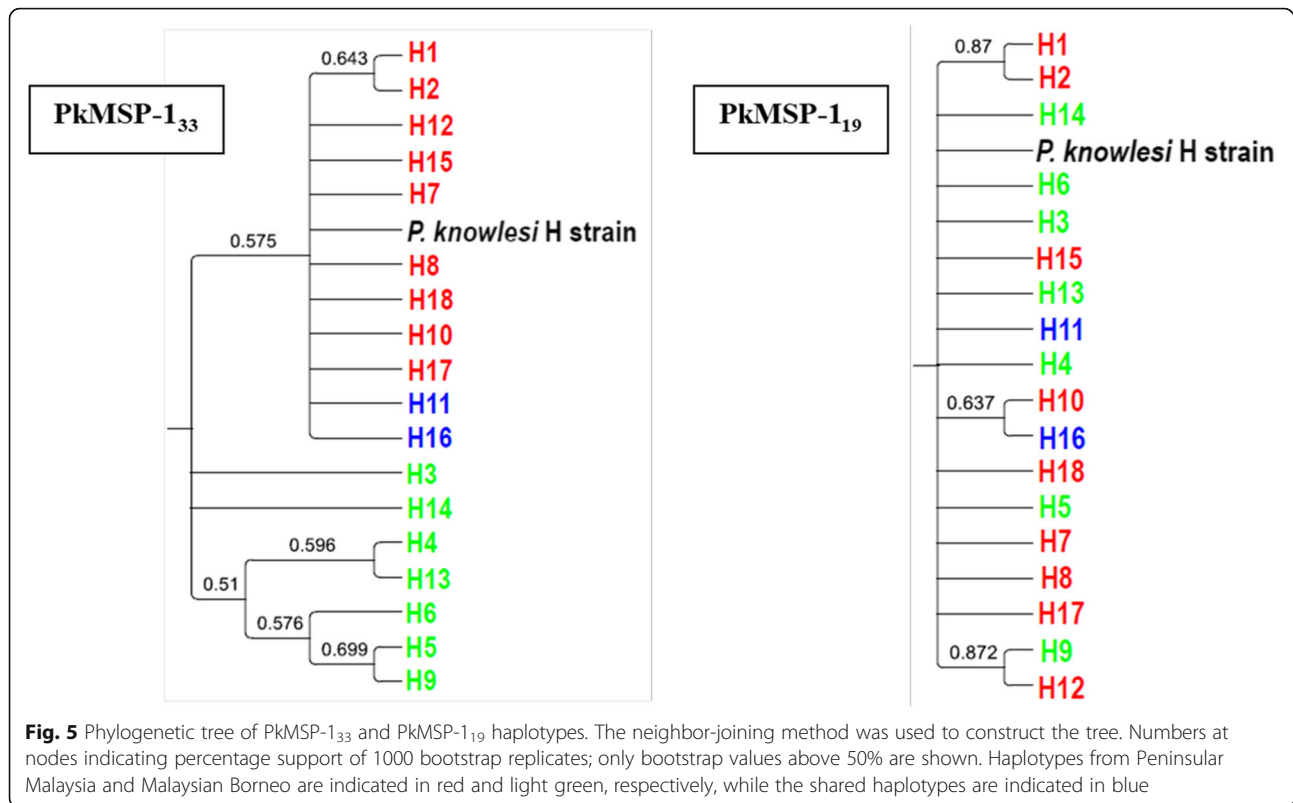 PkMSP-1₃₃
0.643
H1
H2
H12
H15
H7
P. knowlesi H strain
0.575
H8
H18
H10
H17
H11
H16
H3
H14
0.596
H4
H13
0.51
0.576
H6
0.699
H5
H9
PkMSP-1₁₉
0.87
H1
H2
H14
P. knowlesi H strain
H6
H3
H15
H13
H11
H4
0.637
H10
H16
H18
H5
H7
H8
H17
0.872
H9
H12
Fig. 5 Phylogenetic tree of PkMSP-1₃₃ and PkMSP-1₁₉ haplotypes. The neighbor-joining method was used to construct the tree. Numbers at
nodes indicating percentage support of 1000 bootstrap replicates; only bootstrap values above 50% are shown. Haplotypes from Peninsular
Malaysia and Malaysian Borneo are indicated in red and light green, respectively, while the shared haplotypes are indicated in blue